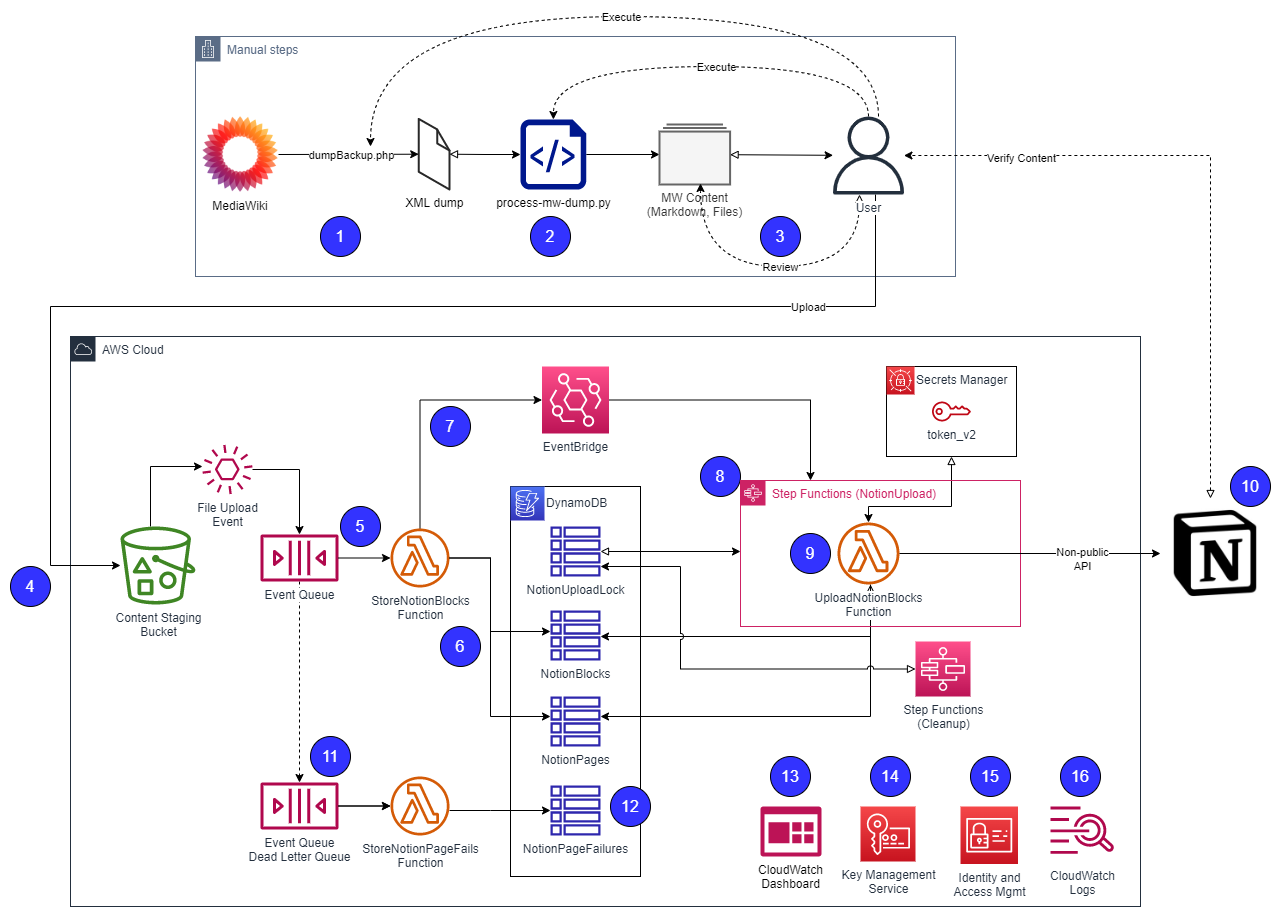 Execute
Manual steps
Execute
dumpBackup.php
Verify Content
MediaWiki
XML dump
process-mw-dump.py
MW Content
(Markdown, Files)
User
1
2
3
Review
Upload
AWS Cloud
Secrets Manager
token_v2
7
EventBridge
8
Step Functions (NotionUpload)
10
File Upload
Event
DynamoDB
5
4
Event Queue
Content Staging
Bucket
StoreNotionBlocks
Function
NotionUploadLock
9
UploadNotionBlocks
Function
Non-public
API
N
6
NotionBlocks
Step Functions
(Cleanup)
NotionPages
11
12
Event Queue
Dead Letter Queue
StoreNotionPageFails
Function
NotionPageFailures
13
14
15
16
CloudWatch
Dashboard
Key Management
Service
Identity and
Access Mgmt
CloudWatch
Logs